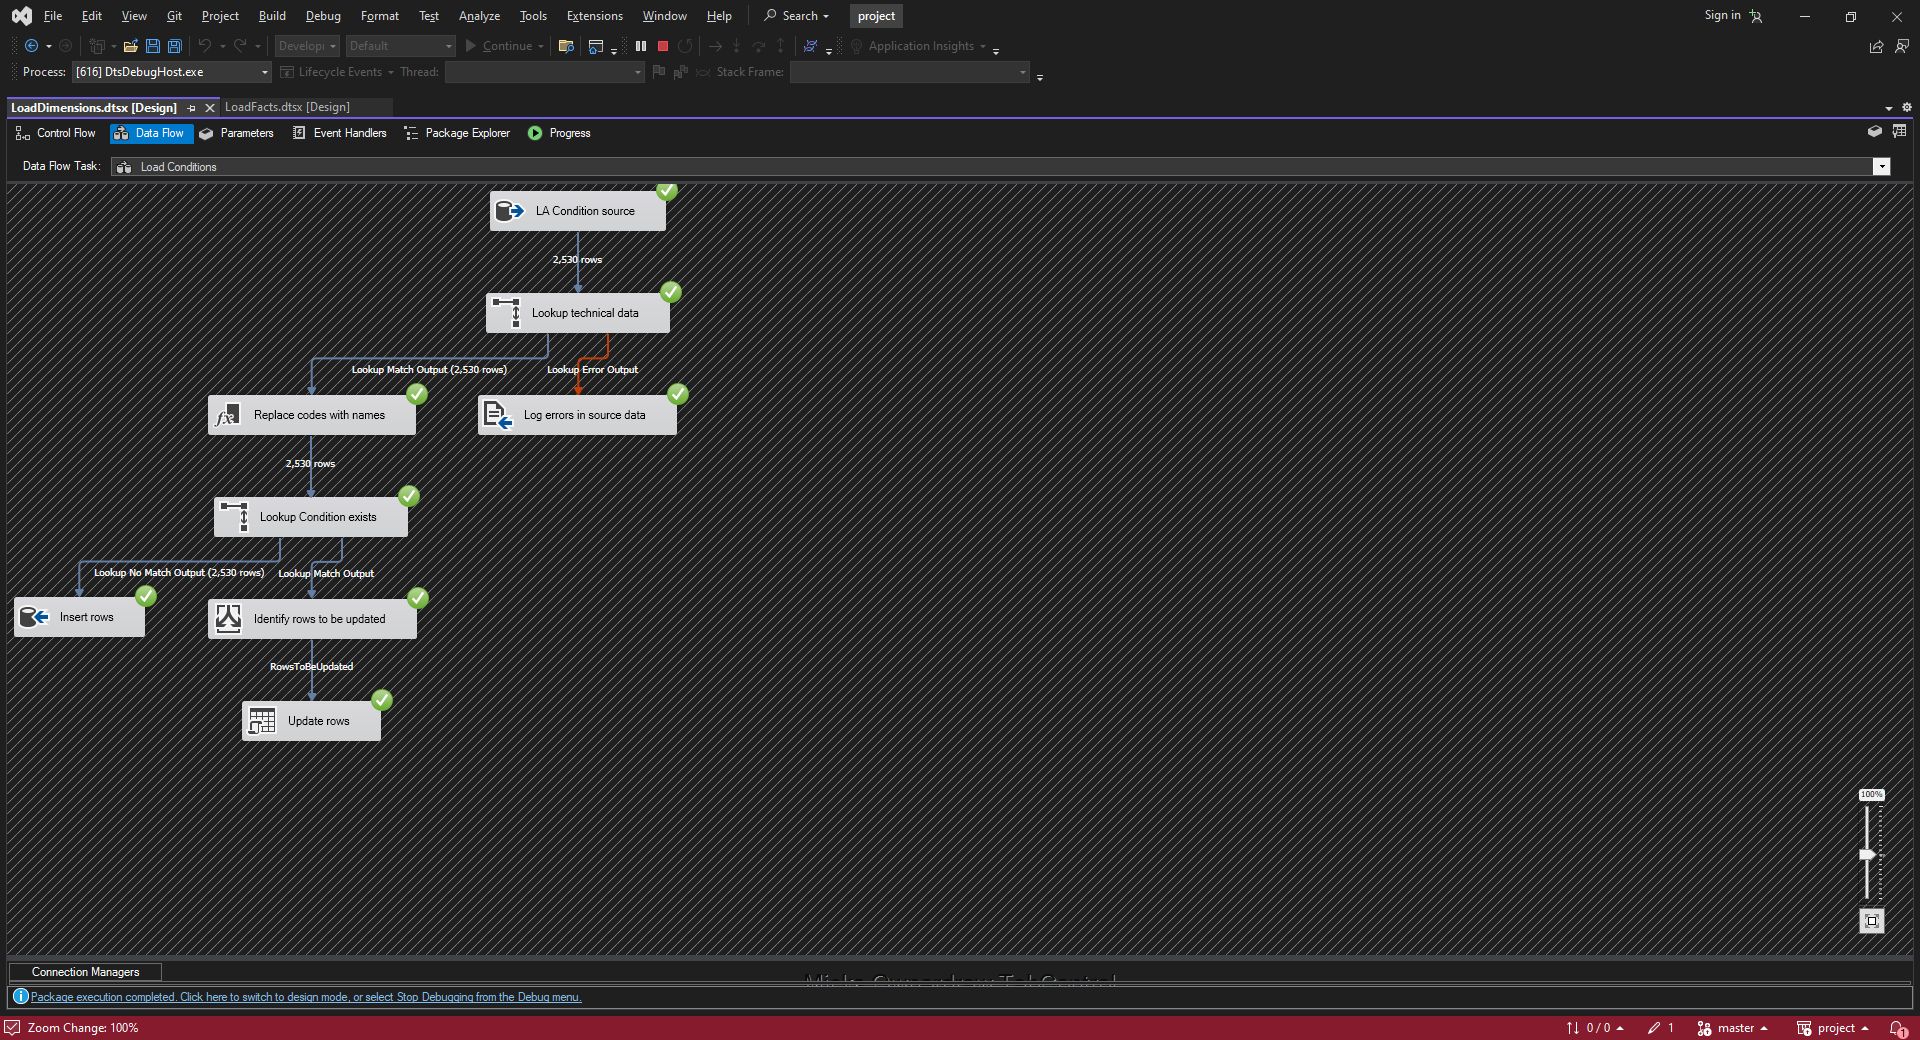 File Edit View Git Project Build Debug Format Test Analyze Tools Extensions Window Help Search project Sign in
Develop Default Continue Application Insights
Process: [616] DtsDebugHost.exe Lifecycle Events Thread: Stack Frame:
LoadDimensions.dtsx [Design] LoadFacts.dtsx [Design]
Control Flow Data Flow Parameters Event Handlers Package Explorer Progress
Data Flow Task: Load Conditions
LA Condition source
2,530 rows
Lookup technical data
Lookup Match Output (2,530 rows) Lookup Error Output
Replace codes with names Log errors in source data
2,530 rows
Lookup Condition exists
Lookup No Match Output (2,530 rows) Lookup Match Output
Insert rows Identify rows to be updated
RowsToBeUpdated
Update rows
100%
Connection Managers
Package execution completed. Click here to switch to design mode, or select Stop Debugging from the Debug menu.
Zoom Change: 100% 0 / 0 1 master project 1